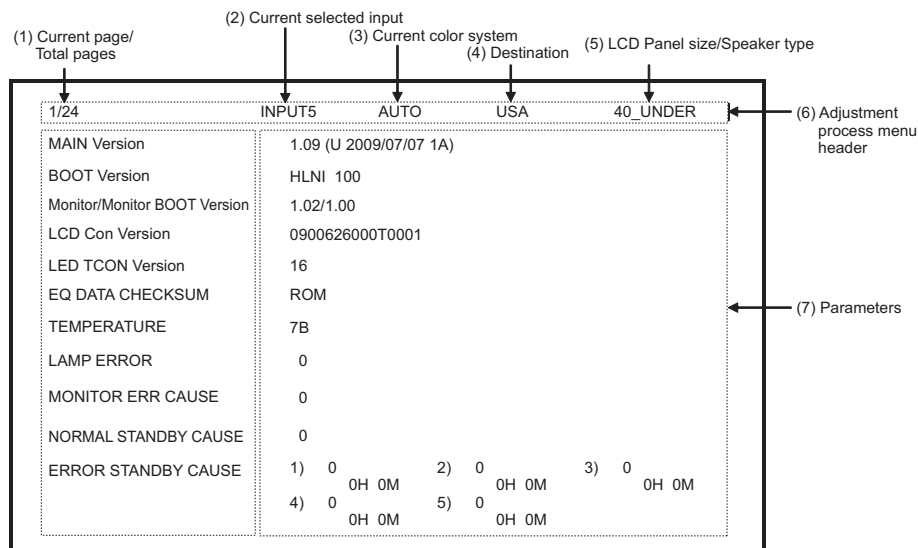 (2) Current selected input
(1) Current page/
Total pages
(3) Current color system
(4) Destination
(5) LCD Panel size/Speaker type
1/24 INPUT5 AUTO USA 40_UNDER
(6) Adjustment
process menu
header
MAIN Version 1.09 (U 2009/07/07 1A)
BOOT Version HLNI 100
Monitor/Monitor BOOT Version 1.02/1.00
LCD Con Version 0900626000T0001
LED TCON Version 16
EQ DATA CHECKSUM ROM
(7) Parameters
TEMPERATURE 7B
LAMP ERROR 0
MONITOR ERR CAUSE 0
NORMAL STANDBY CAUSE 0
ERROR STANDBY CAUSE 1) 0 2) 0 3) 0
0H 0M 0H 0M 0H 0M
4) 0 5) 0
0H 0M 0H 0M